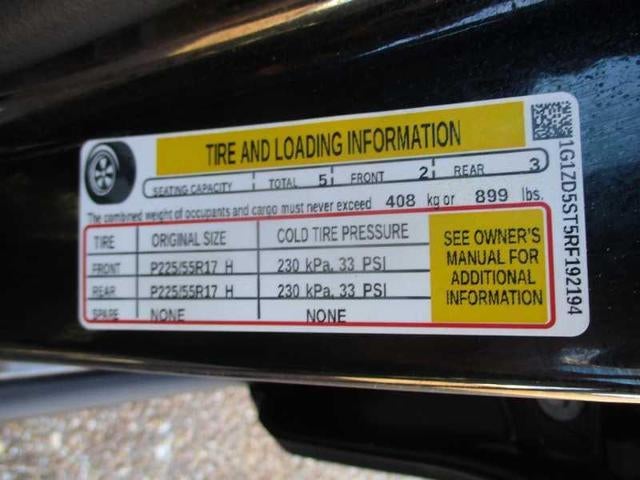 TIRE AND LOADING INFORMATION
SEATING CAPACITY TOTAL 5 FRONT 2 REAR 3
The combined weight of occupants and cargo must never exceed 408 kg or 899 lbs.
TIRE ORIGINAL SIZE COLD TIRE PRESSURE
FRONT P225/55R17 H 230 kPa, 33 PSI
REAR P225/55R17 H 230 kPa, 33 PSI
SPARE NONE NONE
SEE OWNER'S
MANUAL FOR
ADDITIONAL
INFORMATION
1G1ZD5ST5RF192194